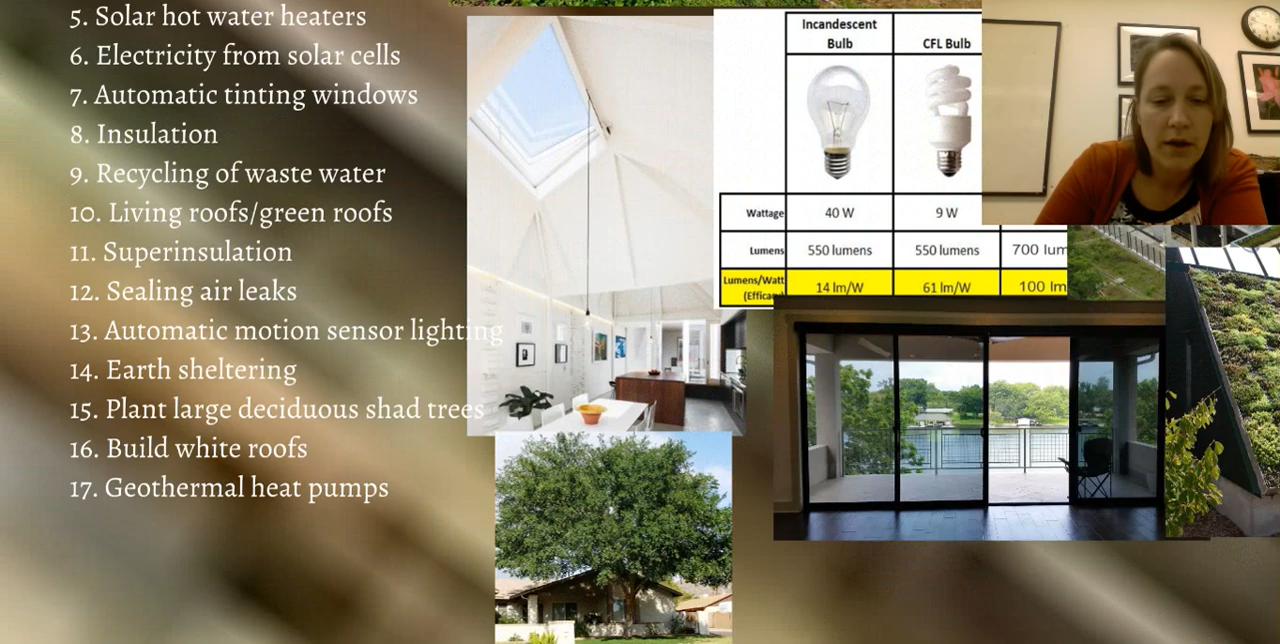 5. Solar hot water heaters
6. Electricity from solar cells
7. Automatic tinting windows
8. Insulation
9. Recycling of waste water
10. Living roofs/green roofs
11. Superinsulation
12. Sealing air leaks
13. Automatic motion sensor lighting
14. Earth sheltering
15. Plant large deciduous shad trees
16. Build white roofs
17. Geothermal heat pumps
Incandescent Bulb
CFL Bulb
Wattage 40 W 9 W
Lumens 550 lumens 550 lumens 700 lum
Lumens/Watt 14 lm/W 61 lm/W 100 lm